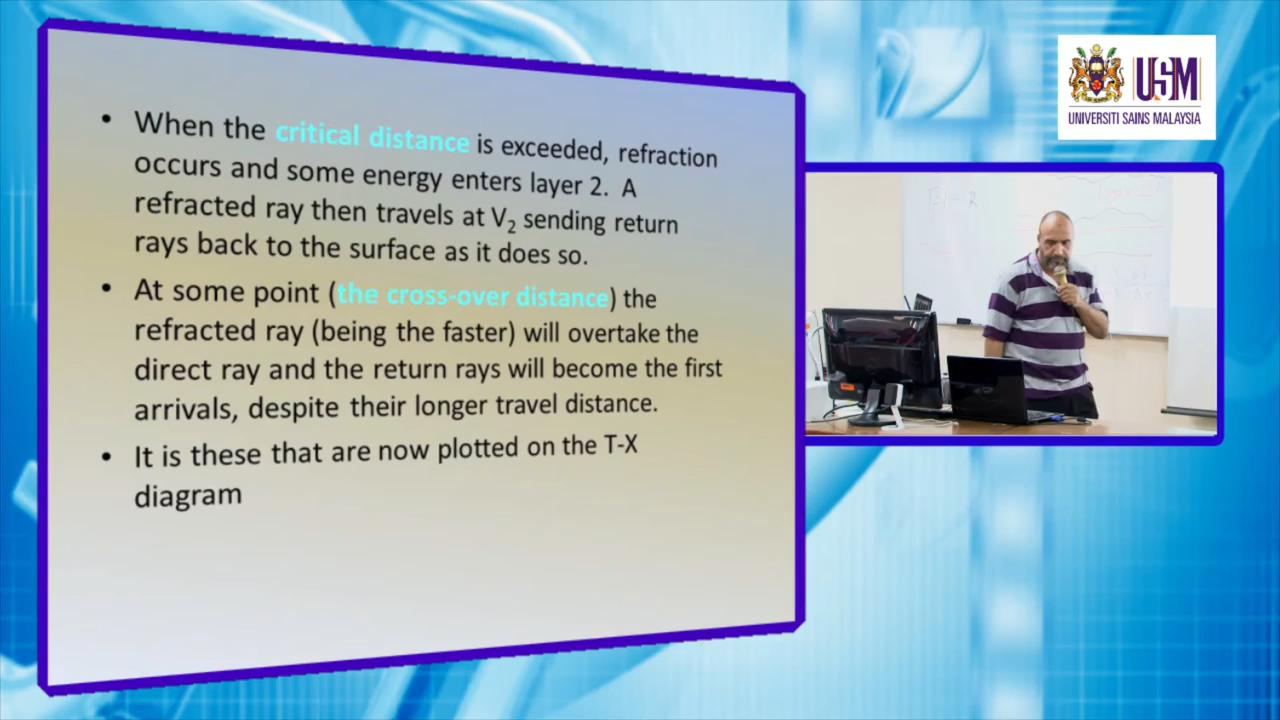 • When the critical distance is exceeded, refraction
occurs and some energy enters layer 2. A
refracted ray then travels at V₂ sending return
rays back to the surface as it does so.
• At some point (the cross-over distance) the
refracted ray (being the faster) will overtake the
direct ray and the return rays will become the first
arrivals, despite their longer travel distance.
• It is these that are now plotted on the T-X
diagram
USM
UNIVERSITI SAINS MALAYSIA